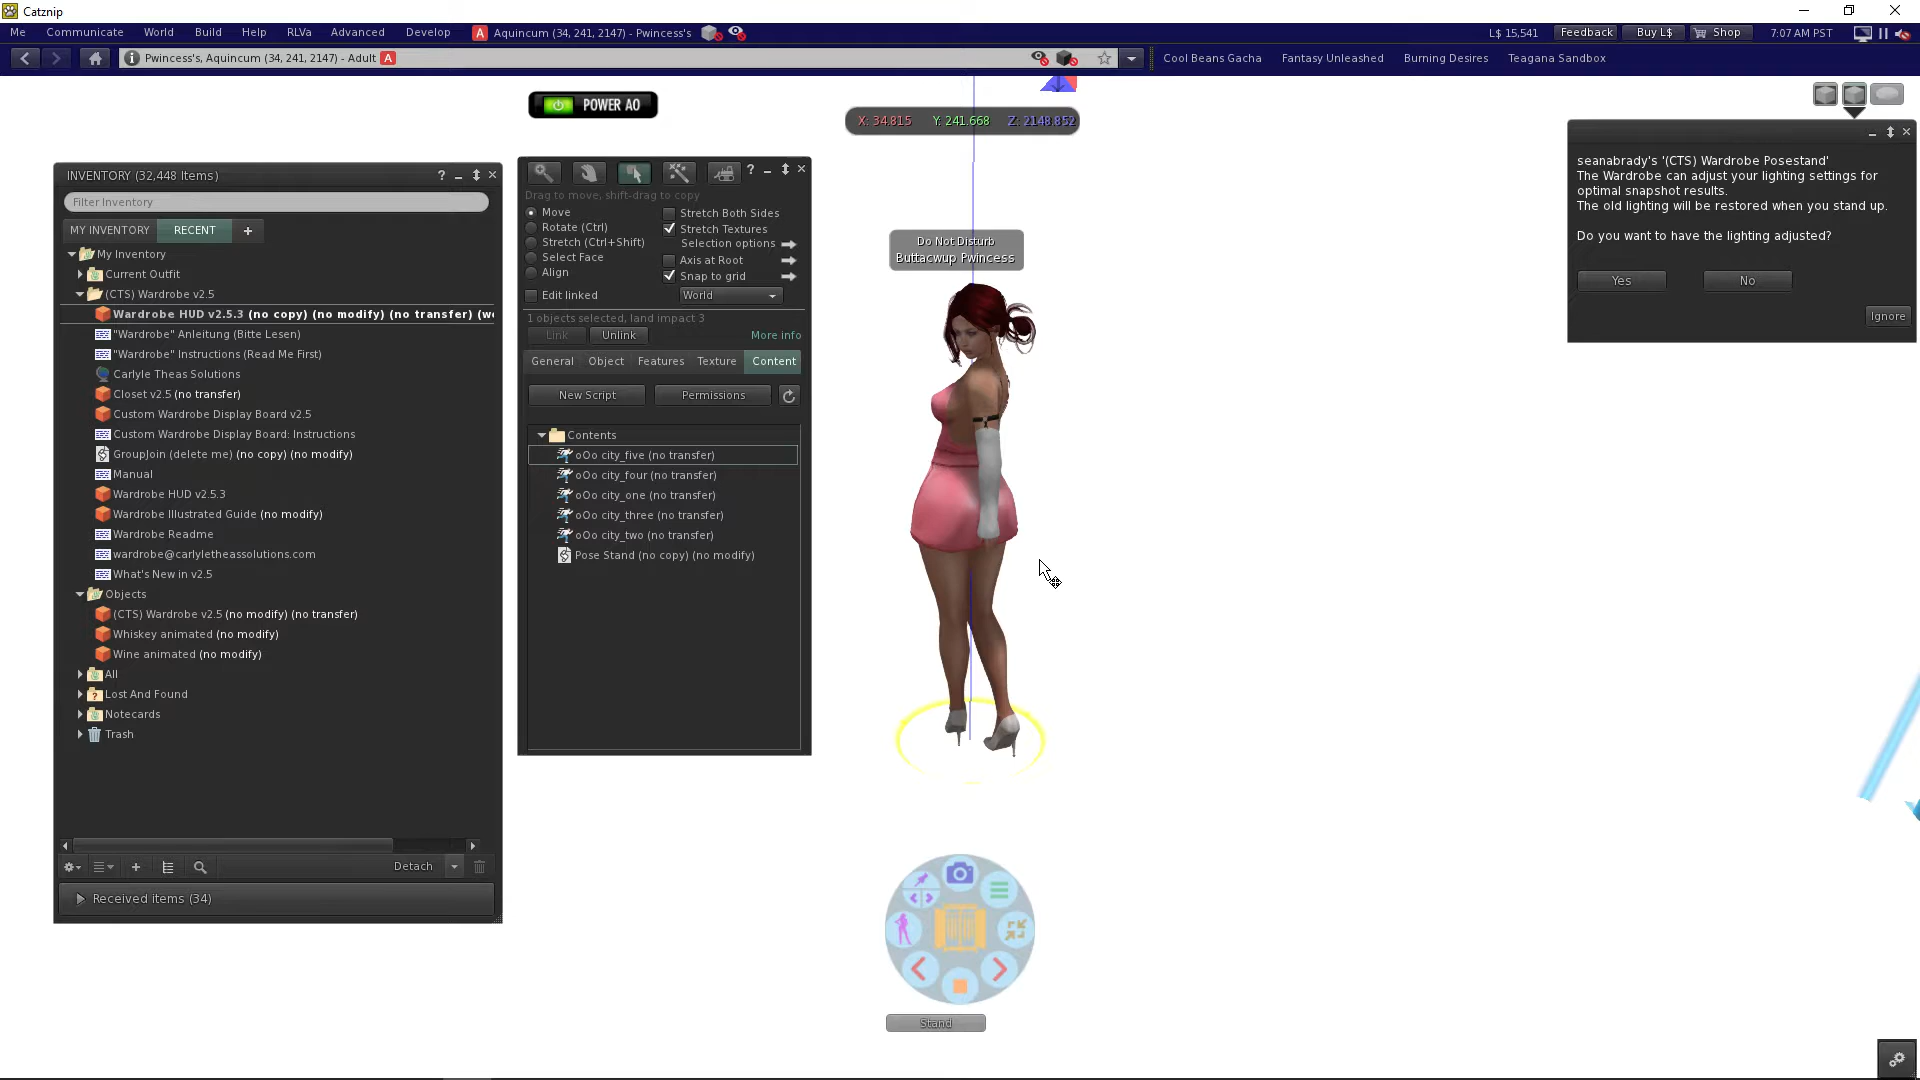 Catznip
Me Communicate World Build Help RLVa Advanced Develop A Aquincum (34, 241, 2147) - Pwincess's L$ 15,541 Feedback Buy L$ Shop 7:07 AM PST
Pwincess's, Aquincum (34, 241, 2147) - Adult A Cool Beans Gacha Fantasy Unleashed Burning Desires Teagana Sandbox
POWER AO
X: 34.815 Y: 241.668 Z: 2148.852
INVENTORY (32,448 Items)
Filter Inventory
MY INVENTORY RECENT +
My Inventory
Current Outfit
(CTS) Wardrobe v2.5
Wardrobe HUD v2.5.3 (no copy) (no modify) (no transfer) (w
"Wardrobe" Anleitung (Bitte Lesen)
"Wardrobe" Instructions (Read Me First)
Carlyle Theas Solutions
Closet v2.5 (no transfer)
Custom Wardrobe Display Board v2.5
Custom Wardrobe Display Board: Instructions
GroupJoin (delete me) (no copy) (no modify)
Manual
Wardrobe HUD v2.5.3
Wardrobe Illustrated Guide (no modify)
Wardrobe Readme
wardrobe@carlyletheassolutions.com
What's New in v2.5
Objects
(CTS) Wardrobe v2.5 (no modify) (no transfer)
Whiskey animated (no modify)
Wine animated (no modify)
All
Lost And Found
Notecards
Trash
Detach
Received items (34)
Drag to move, shift-drag to copy
Move
Rotate (Ctrl)
Stretch (Ctrl+Shift)
Select Face
Align
Edit linked
Stretch Both Sides
Stretch Textures
Selection options
Axis at Root
Snap to grid
World
1 objects selected, land impact 3
Link Unlink More info
General Object Features Texture Content
New Script Permissions
Contents
oOo city_five (no transfer)
oOo city_four (no transfer)
oOo city_one (no transfer)
oOo city_three (no transfer)
oOo city_two (no transfer)
Pose Stand (no copy) (no modify)
Do Not Disturb
Buttacwup Pwincess
Stand
seanabrady's '(CTS) Wardrobe Posestand'
The Wardrobe can adjust your lighting settings for
optimal snapshot results.
The old lighting will be restored when you stand up.
Do you want to have the lighting adjusted?
Yes No
Ignore